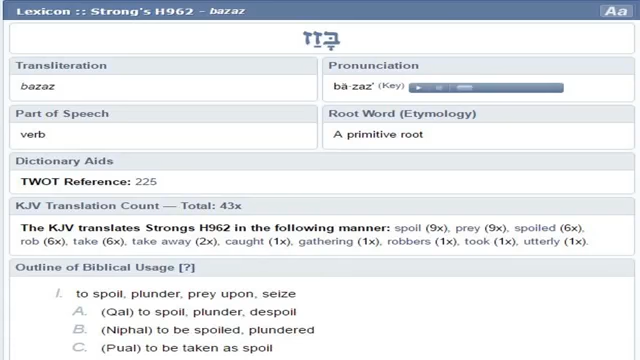 Lexicon :: Strong's H962 - bazaz
Aa
בָּזַז
Transliteration
bazaz
Pronunciation
bä·zaz' (Key)
Part of Speech
verb
Root Word (Etymology)
A primitive root
Dictionary Aids
TWOT Reference: 225
KJV Translation Count — Total: 43x
The KJV translates Strongs H962 in the following manner: spoil (9x), prey (9x), spoiled (6x),
rob (6x), take (6x), take away (2x), caught (1x), gathering (1x), robbers (1x), took (1x), utterly (1x).
Outline of Biblical Usage [?]
I. to spoil, plunder, prey upon, seize
A. (Qal) to spoil, plunder, despoil
B. (Niphal) to be spoiled, plundered
C. (Pual) to be taken as spoil